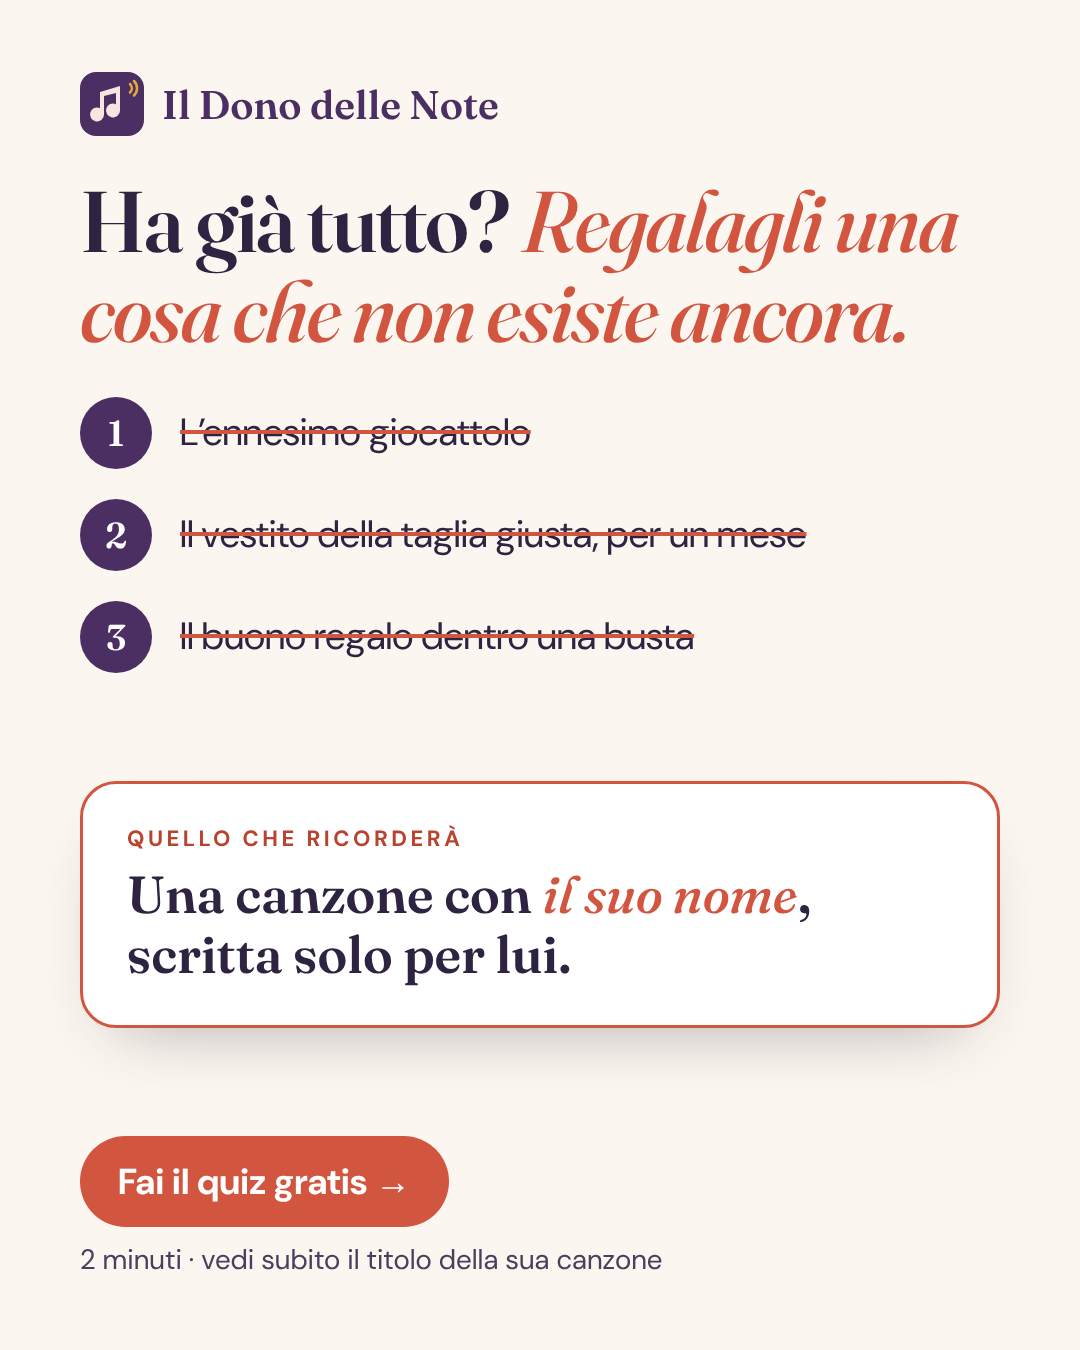 Il Dono delle Note
Ha già tutto? Regalagli una
cosa che non esiste ancora.
1 L’ennesimo giocattolo
2 Il vestito della taglia giusta, per un mese
3 Il buono regalo dentro una busta
QUELLO CHE RICORDERÀ
Una canzone con il suo nome,
scritta solo per lui.
Fai il quiz gratis →
2 minuti · vedi subito il titolo della sua canzone